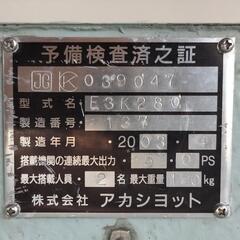 予備検査済之証
JG K 039047
型式名 E3K280
製造番号 137
製造年月 2003
搭載機関の連続最大出力 PS
最大搭載人員 2名 最大重量 kg
株式会社 アカシヨット